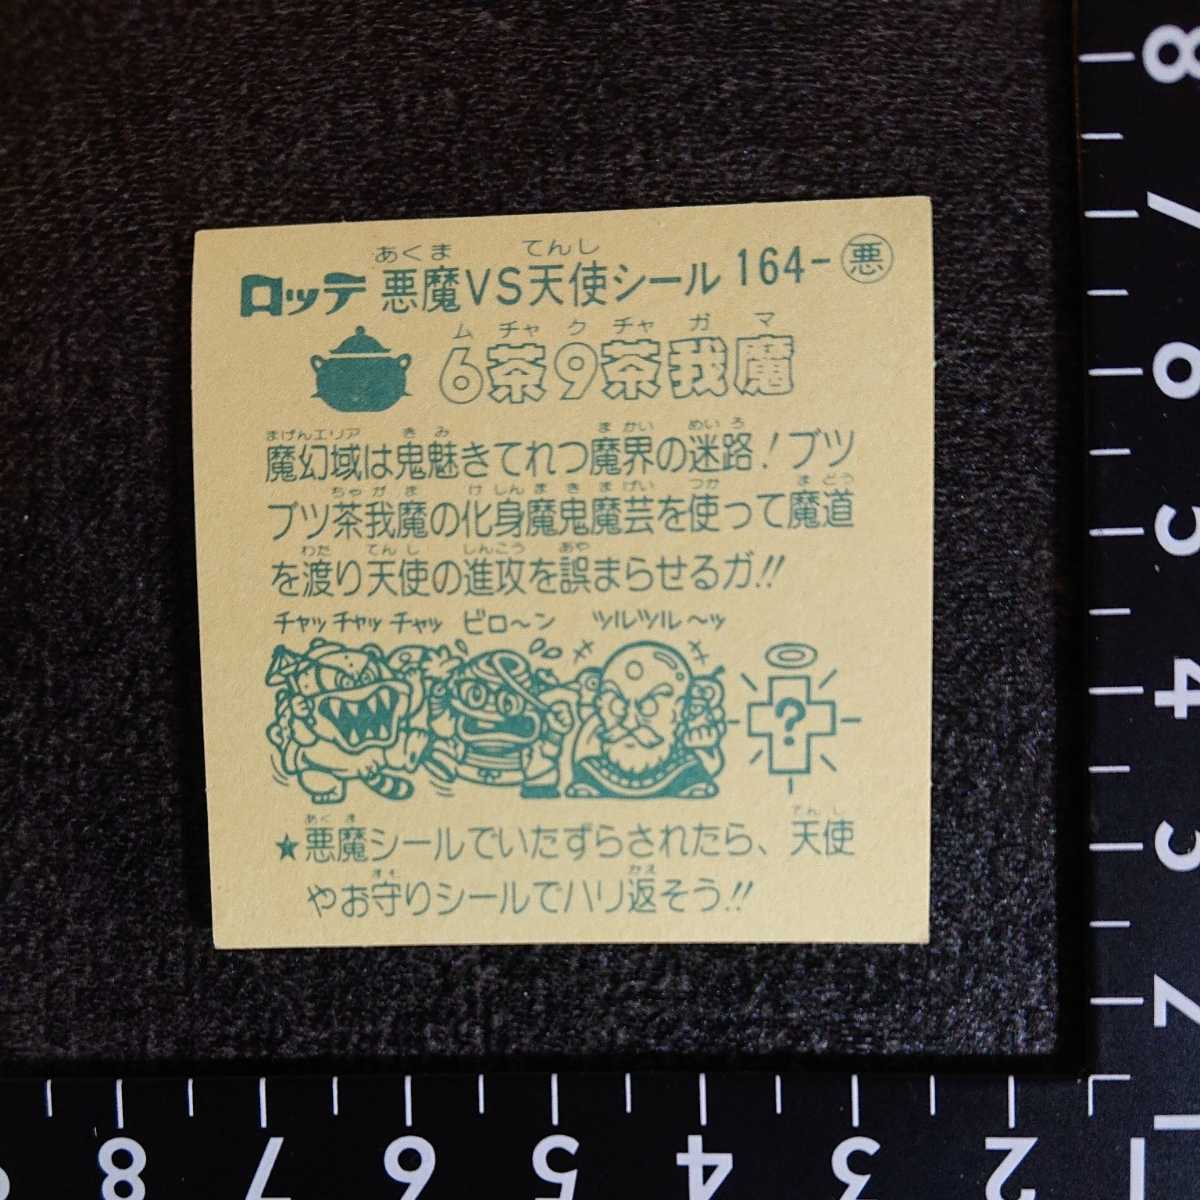 あくま てんし
ロッテ 悪魔VS天使シール 164-悪
ム チャ ク チャ ガ マ
6茶9茶我魔
まげんエリア き み ま かい めい ろ
魔幻域は鬼魅きてれつ魔界の迷路!ブツ
ちゃ が ま け しん ま き ま げい つか ま どう
ブツ茶我魔の化身魔鬼魔芸を使って魔道
わた てん し しん こう あや
を渡り天使の進攻を誤まらせるガ!!
チャッ チャッ チャッ ビロ〜ン ツルツル〜ッ
?
あく ま てん し
★悪魔シールでいたずらされたら、天使
まも かえ
やお守りシールでハリ返そう!!
8
7
6
5
4
3
2
1
8 7 6 5 4 3 2 1